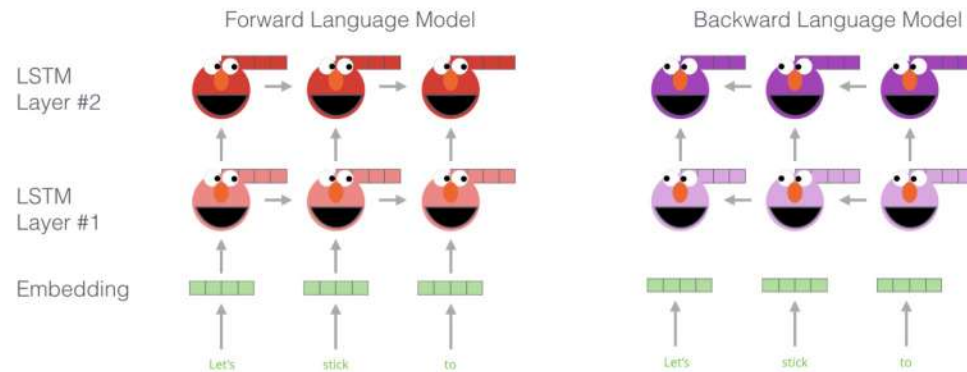 Forward Language Model
Backward Language Model
LSTM
Layer #2
LSTM
Layer #1
Embedding
Let's
stick
to
Let's
stick
to